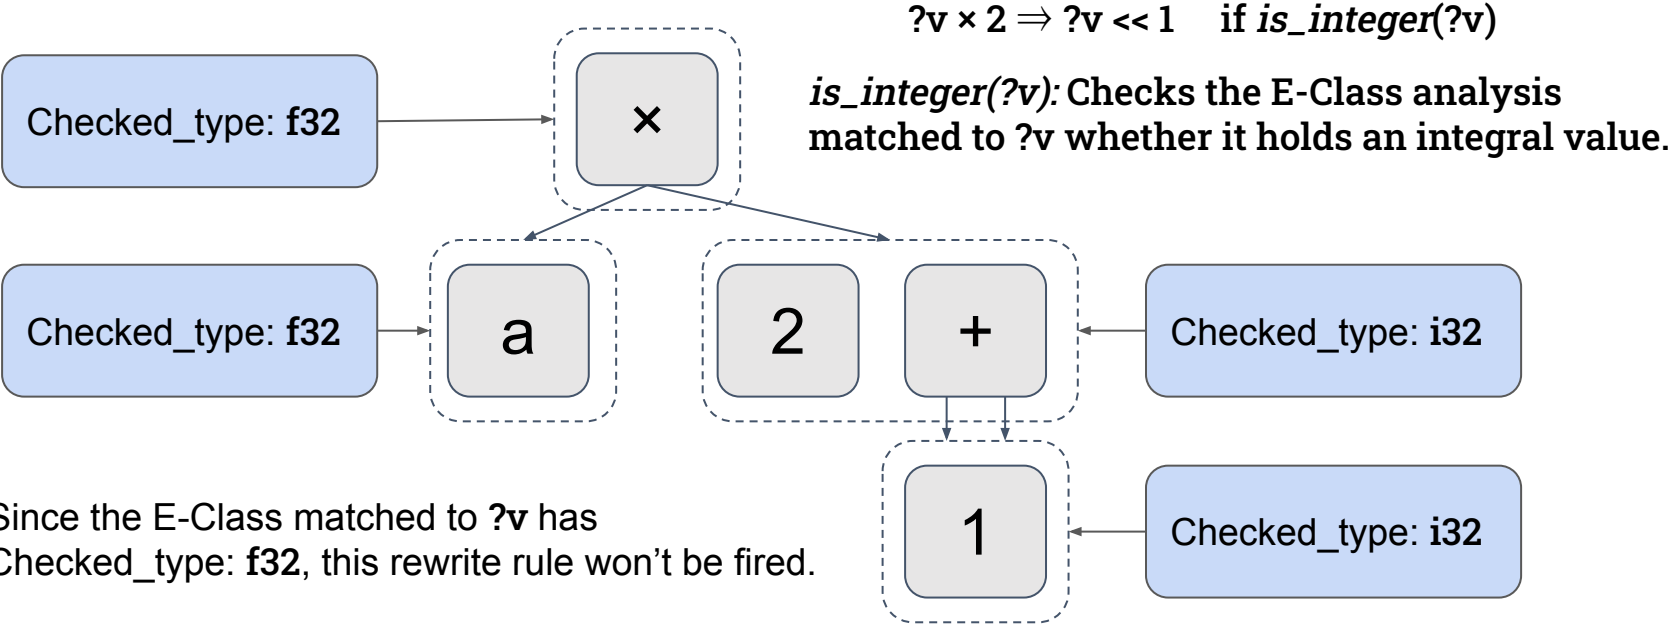 ?v × 2 ⇒ ?v << 1 if is_integer(?v)
is_integer(?v): Checks the E-Class analysis
matched to ?v whether it holds an integral value.
Checked_type: f32
×
Checked_type: f32
a
2
+
Checked_type: i32
1
Checked_type: i32
Since the E-Class matched to ?v has
Checked_type: f32, this rewrite rule won’t be fired.